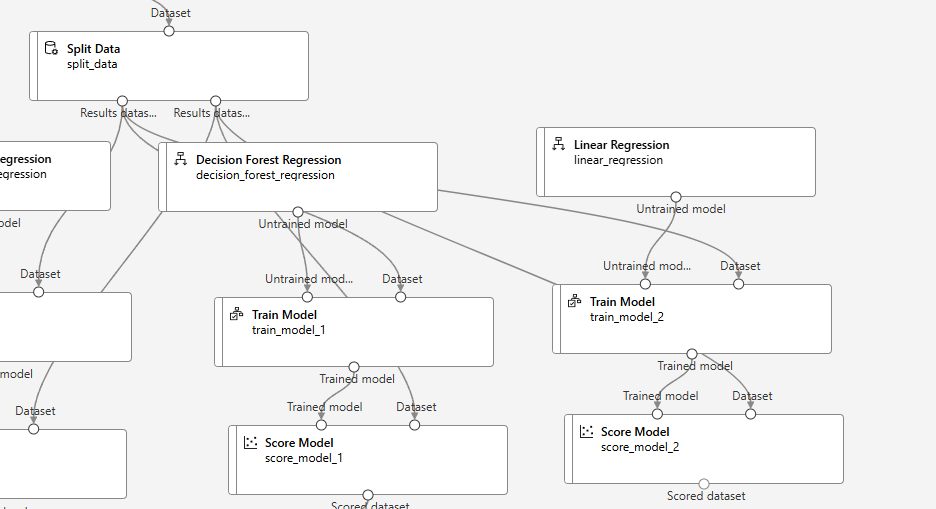 Dataset
Split Data
split_data
Results datas...
Results datas...
egression
egression
odel
Decision Forest Regression
decision_forest_regression
Linear Regression
linear_regression
Untrained model
Untrained model
Dataset
Untrained mod...
Dataset
Untrained mod...
Dataset
Train Model
train_model_1
Train Model
train_model_2
model
Trained model
Trained model
Dataset
Trained model
Dataset
Trained model
Dataset
Score Model
score_model_1
Score Model
score_model_2
Scored dataset
Scored dataset